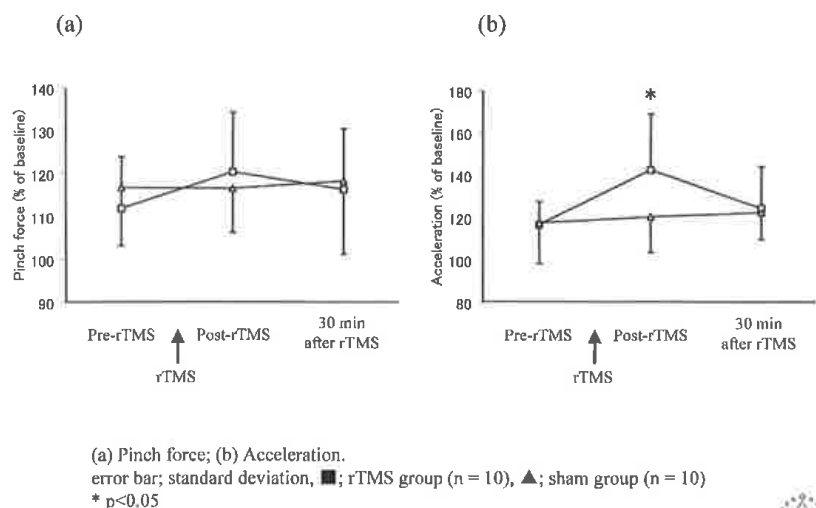 (a)
(b)
Pinch force (% of baseline)
140
130
120
110
100
90
Pre-rTMS
Post-rTMS
30 min
after rTMS
rTMS
Acceleration (% of baseline)
180
160
140
120
100
80
*
Pre-rTMS
Post-rTMS
30 min
after rTMS
rTMS
(a) Pinch force; (b) Acceleration.
error bar; standard deviation, ■; rTMS group (n = 10), ▲; sham group (n = 10)
* p<0.05